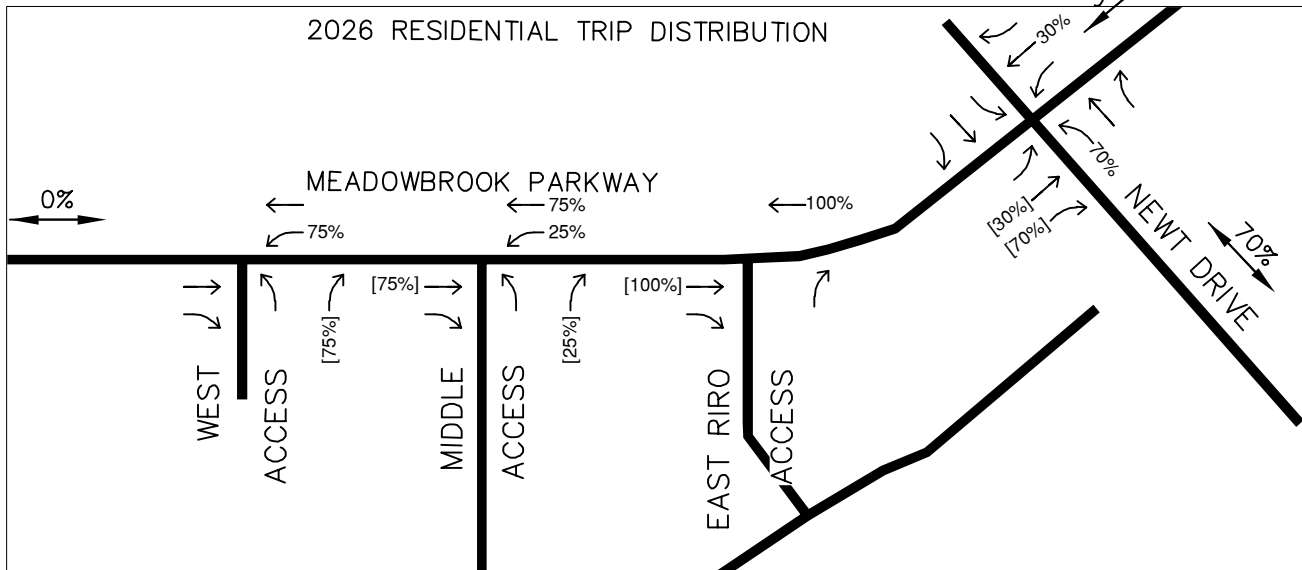 2026 RESIDENTIAL TRIP DISTRIBUTION
30%
MEADOWBROOK PARKWAY
0%
75%
75%
75%
25%
100%
70%
[30%]
[70%]
NEWT DRIVE
70%
[75%]
[75%]
[100%]
[25%]
WEST
ACCESS
MIDDLE
ACCESS
EAST RIRO
ACCESS